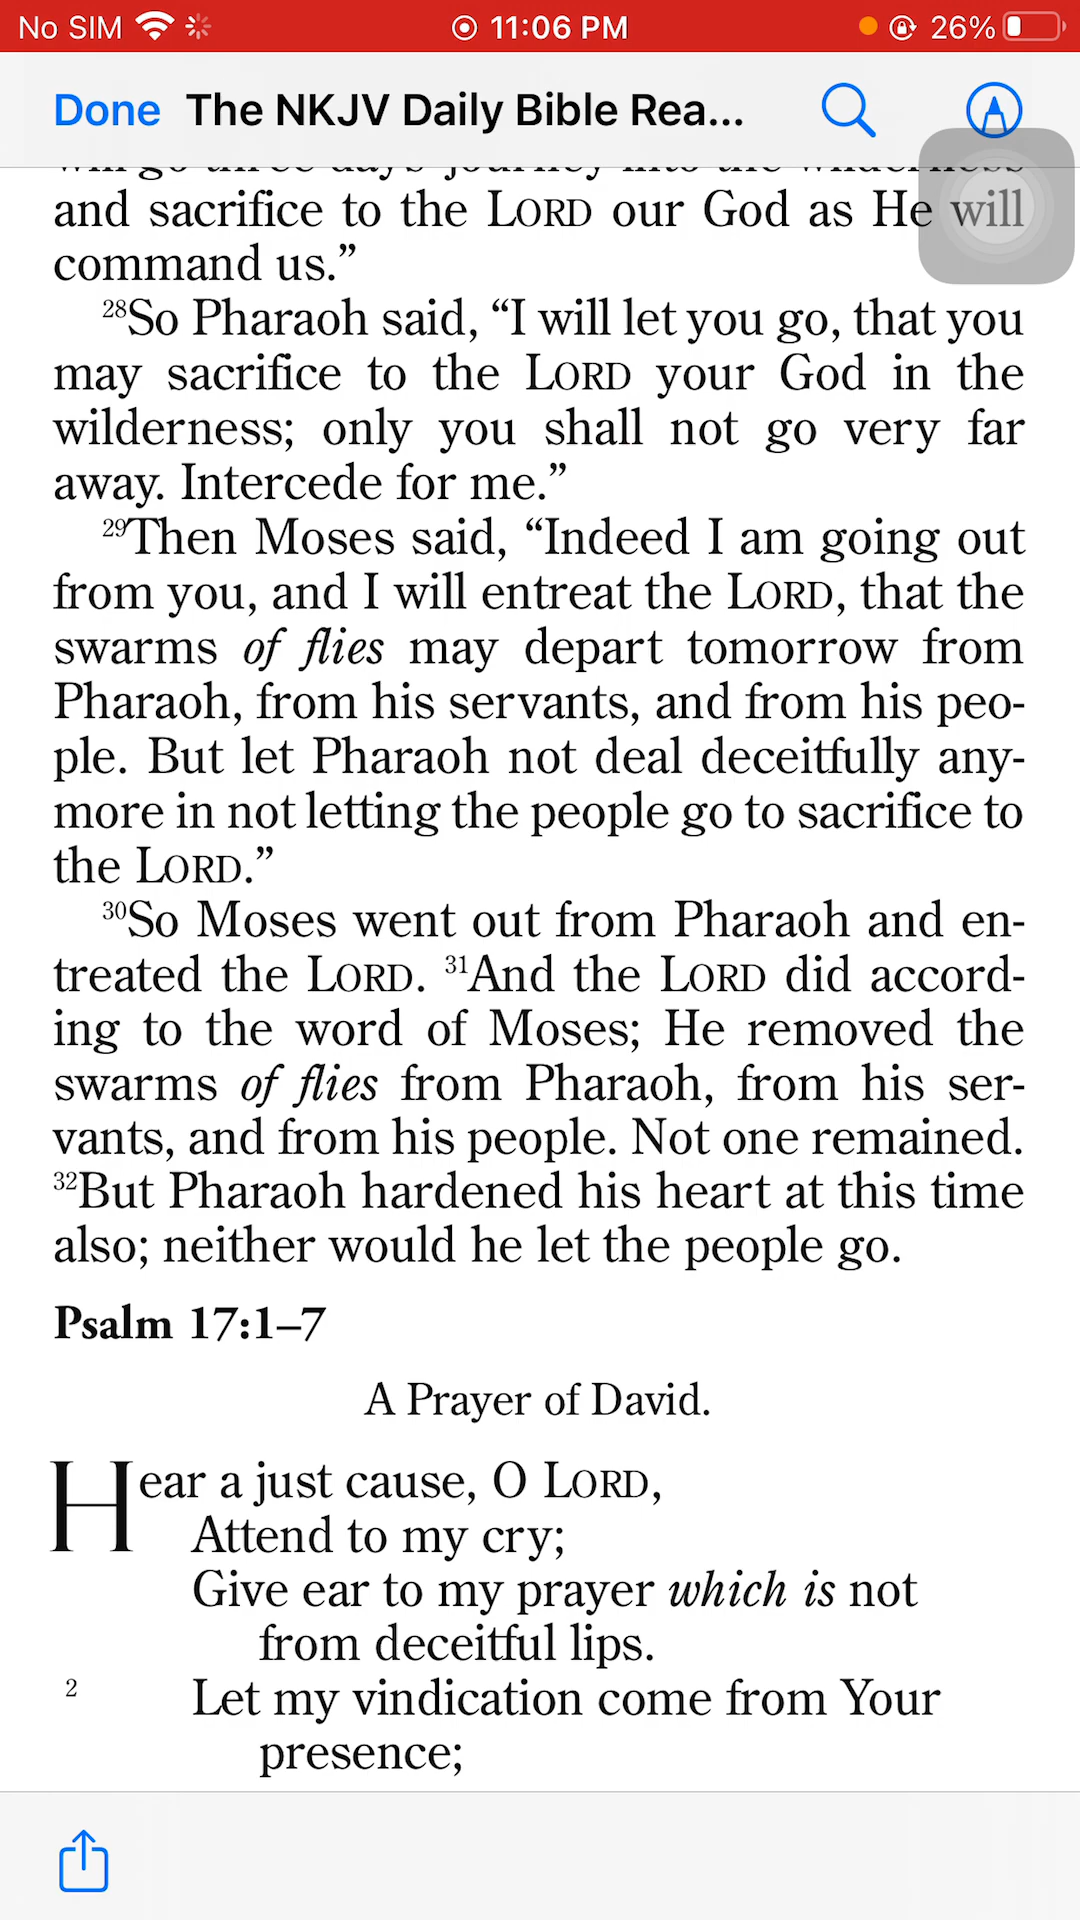 No SIM 11:06 PM 26%
Done The NKJV Daily Bible Rea...
will go three days' journey into the wilderness
and sacrifice to the LORD our God as He will
command us.”
28So Pharaoh said, “I will let you go, that you
may sacrifice to the LORD your God in the
wilderness; only you shall not go very far
away. Intercede for me.”
29Then Moses said, “Indeed I am going out
from you, and I will entreat the LORD, that the
swarms of flies may depart tomorrow from
Pharaoh, from his servants, and from his peo-
ple. But let Pharaoh not deal deceitfully any-
more in not letting the people go to sacrifice to
the LORD.”
30So Moses went out from Pharaoh and en-
treated the LORD. 31And the LORD did accord-
ing to the word of Moses; He removed the
swarms of flies from Pharaoh, from his ser-
vants, and from his people. Not one remained.
32But Pharaoh hardened his heart at this time
also; neither would he let the people go.
Psalm 17:1–7
A Prayer of David.
Hear a just cause, O LORD,
Attend to my cry;
Give ear to my prayer which is not
from deceitful lips.
2 Let my vindication come from Your
presence;